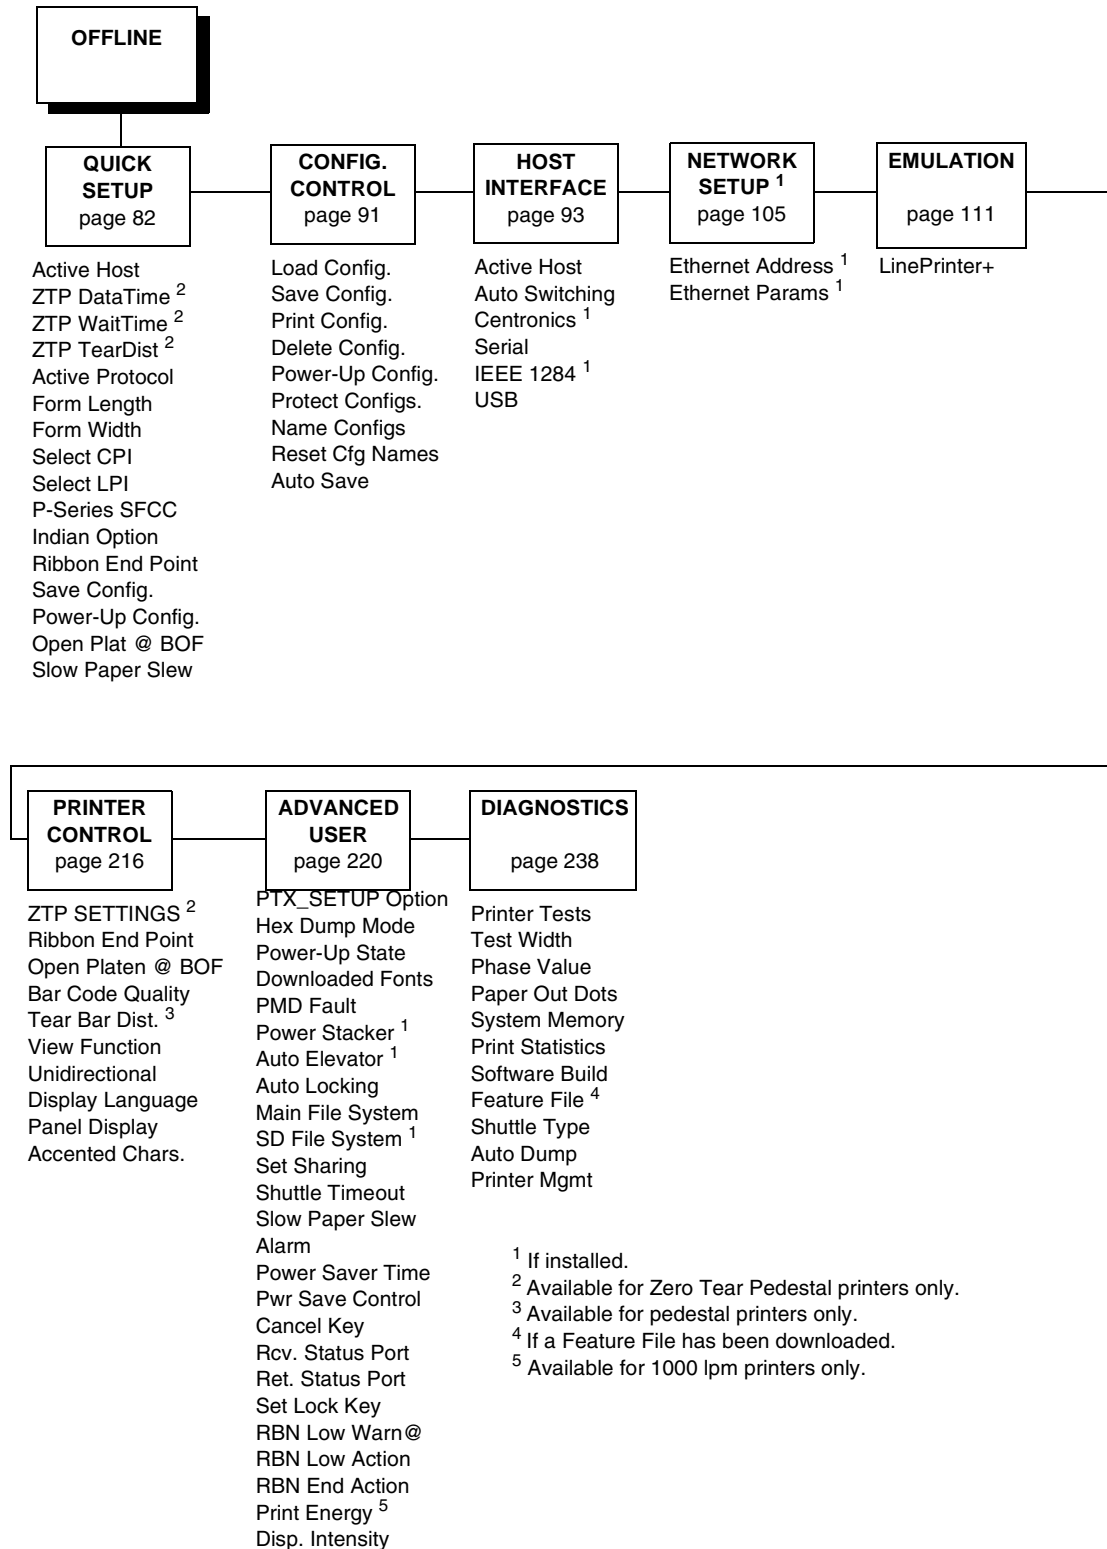 OFFLINE
QUICK
SETUP
page 82
Active Host
ZTP DataTime 2
ZTP WaitTime 2
ZTP TearDist 2
Active Protocol
Form Length
Form Width
Select CPI
Select LPI
P-Series SFCC
Indian Option
Ribbon End Point
Save Config.
Power-Up Config.
Open Plat @ BOF
Slow Paper Slew
CONFIG.
CONTROL
page 91
Load Config.
Save Config.
Print Config.
Delete Config.
Power-Up Config.
Protect Configs.
Name Configs
Reset Cfg Names
Auto Save
HOST
INTERFACE
page 93
Active Host
Auto Switching
Centronics 1
Serial
IEEE 1284 1
USB
NETWORK
SETUP 1
page 105
Ethernet Address 1
Ethernet Params 1
EMULATION
page 111
LinePrinter+
PRINTER
CONTROL
page 216
ZTP SETTINGS 2
Ribbon End Point
Open Platen @ BOF
Bar Code Quality
Tear Bar Dist. 3
View Function
Unidirectional
Display Language
Panel Display
Accented Chars.
ADVANCED
USER
page 220
PTX_SETUP Option
Hex Dump Mode
Power-Up State
Downloaded Fonts
PMD Fault
Power Stacker 1
Auto Elevator 1
Auto Locking
Main File System
SD File System 1
Set Sharing
Shuttle Timeout
Slow Paper Slew
Alarm
Power Saver Time
Pwr Save Control
Cancel Key
Rcv. Status Port
Ret. Status Port
Set Lock Key
RBN Low Warn@
RBN Low Action
RBN End Action
Print Energy 5
Disp. Intensity
DIAGNOSTICS
page 238
Printer Tests
Test Width
Phase Value
Paper Out Dots
System Memory
Print Statistics
Software Build
Feature File 4
Shuttle Type
Auto Dump
Printer Mgmt
1 If installed.
2 Available for Zero Tear Pedestal printers only.
3 Available for pedestal printers only.
4 If a Feature File has been downloaded.
5 Available for 1000 lpm printers only.